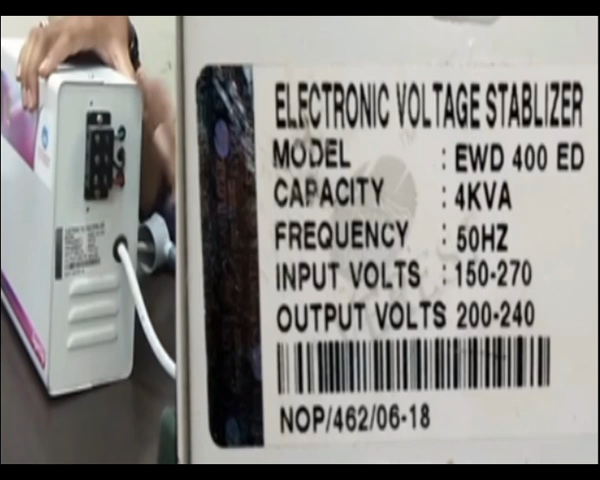 ELECTRONIC VOLTAGE STABLIZER
MODEL : EWD 400 ED
CAPACITY : 4KVA
FREQUENCY : 50HZ
INPUT VOLTS : 150-270
OUTPUT VOLTS 200-240
NOP/462/06-18